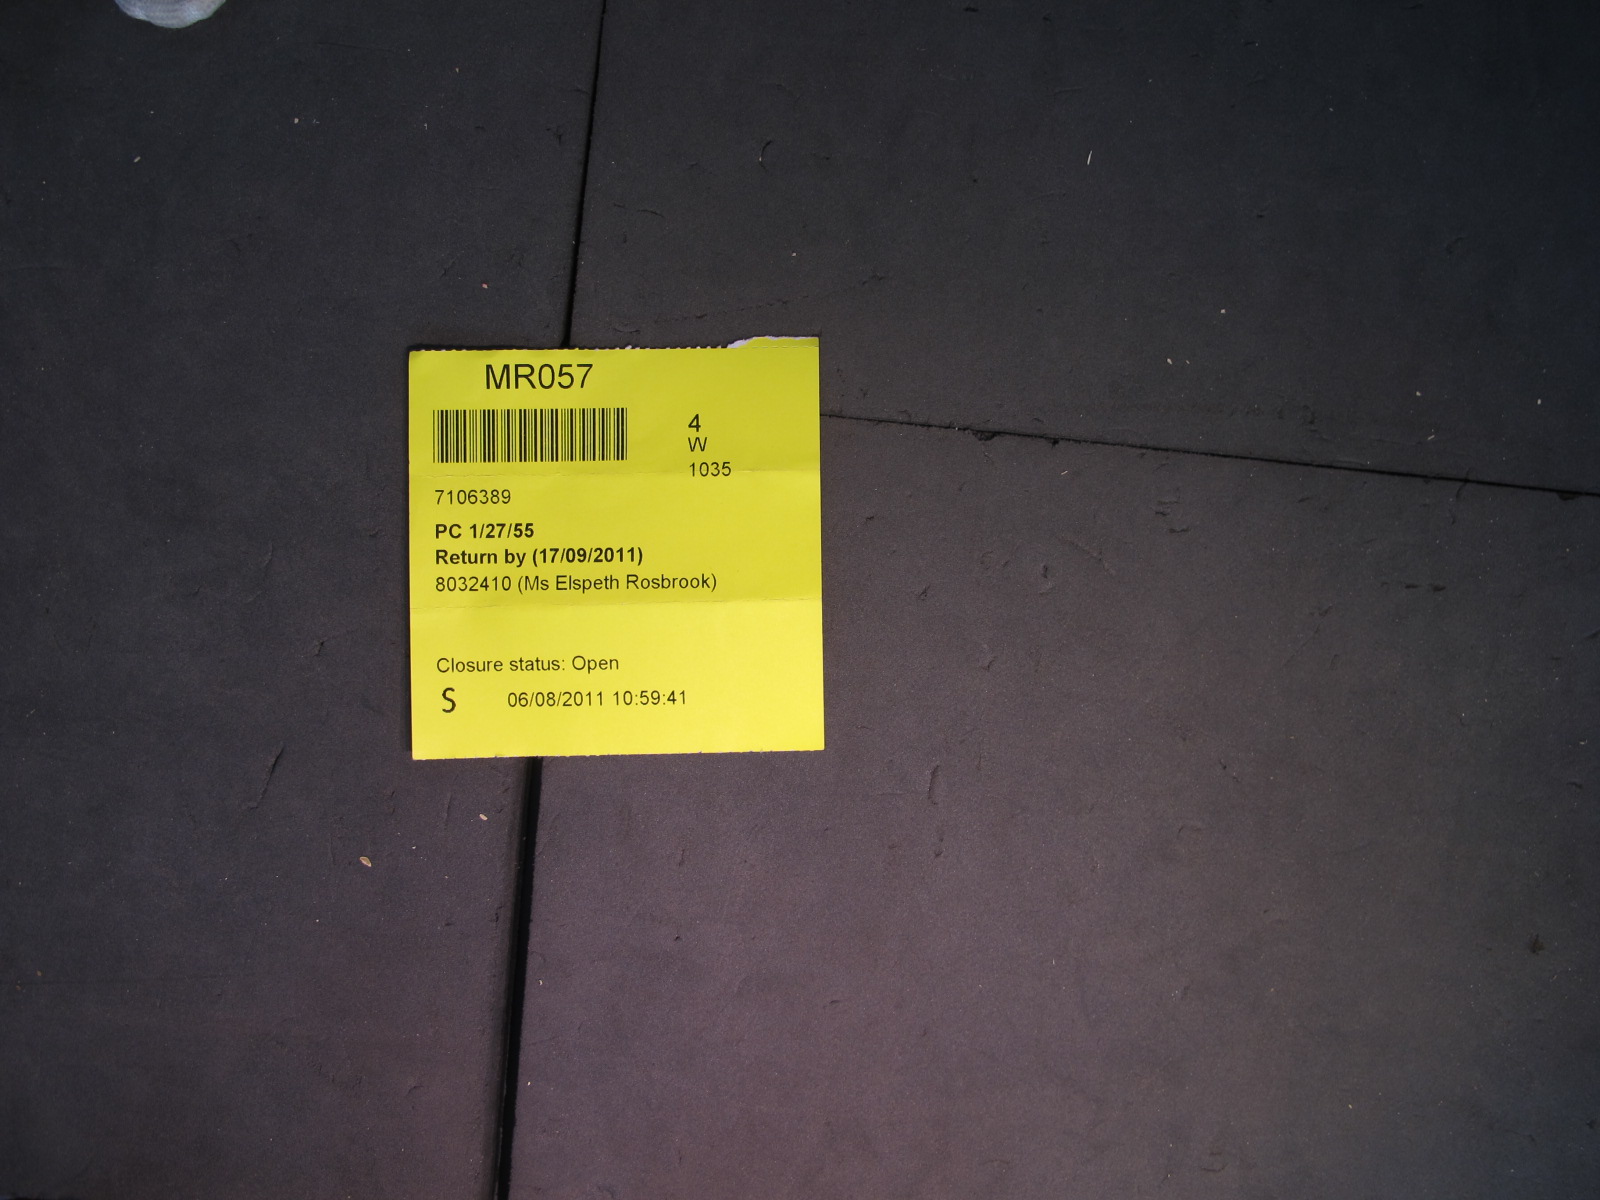 MR057
4
W
1035
7106389
PC 1/27/55
Return by (17/09/2011)
8032410 (Ms Elspeth Rosbrook)
Closure status: Open
S 06/08/2011 10:59:41